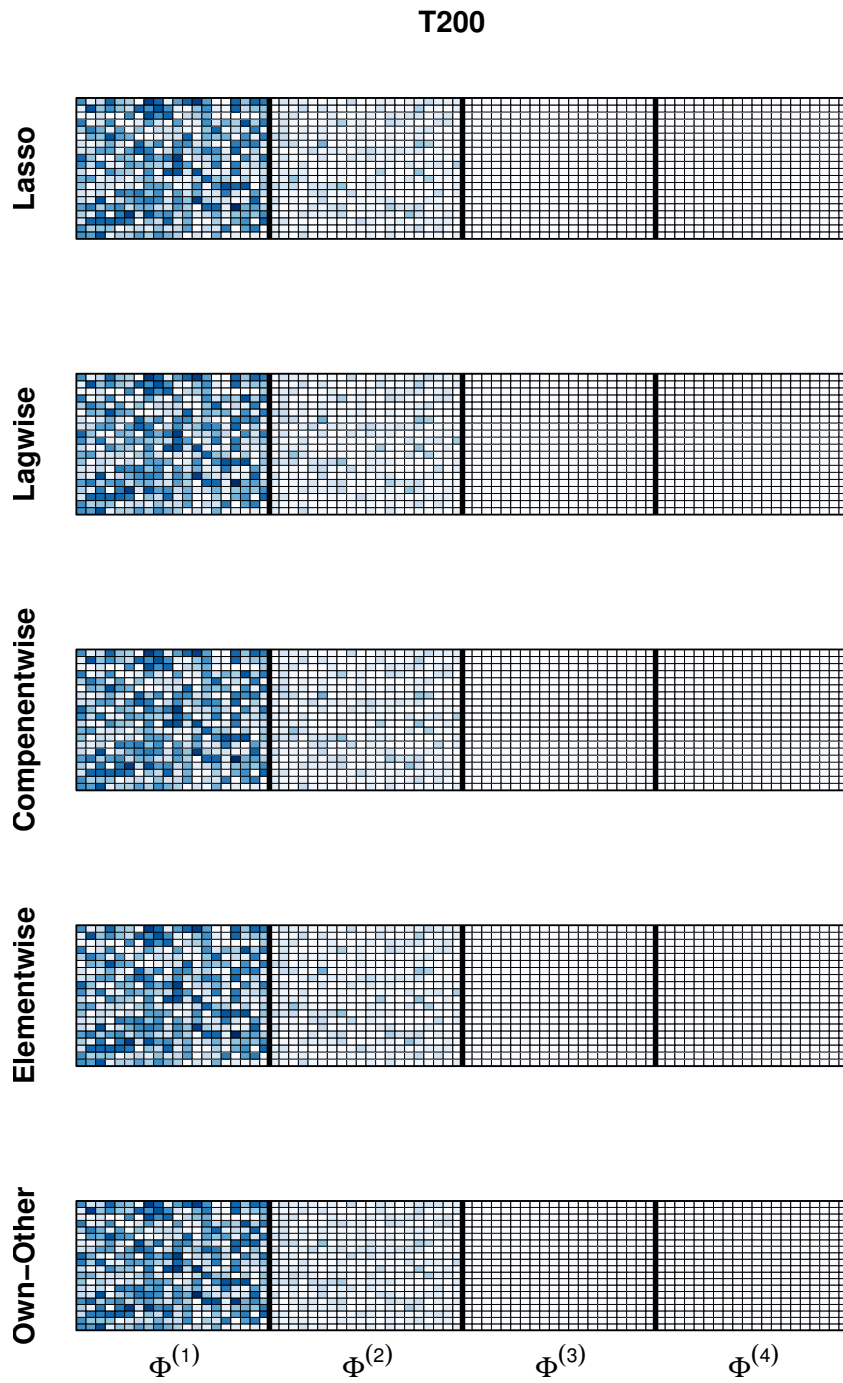 T200
Lasso
Lagwise
Compenentwise
Elementwise
Own−Other
Φ(1) Φ(2) Φ(3) Φ(4)